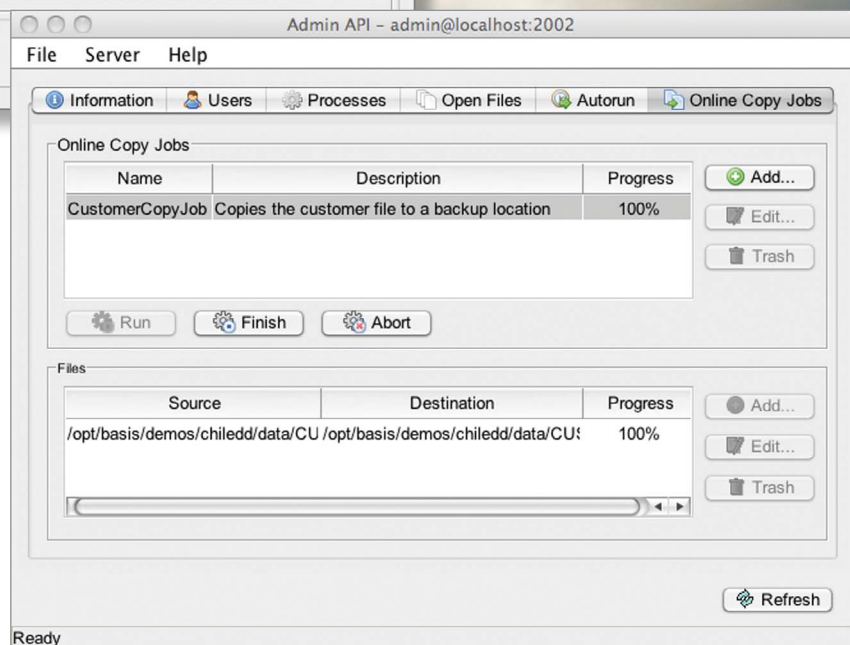 Admin API – admin@localhost:2002
File Server Help
Information Users Processes Open Files Autorun Online Copy Jobs
Online Copy Jobs
Name Description Progress Add...
CustomerCopyJob Copies the customer file to a backup location 100%
Edit...
Trash
Run Finish Abort
Files
Source Destination Progress Add...
/opt/basis/demos/chiledd/data/CU /opt/basis/demos/chiledd/data/CUS 100%
Edit...
Trash
Refresh
Ready